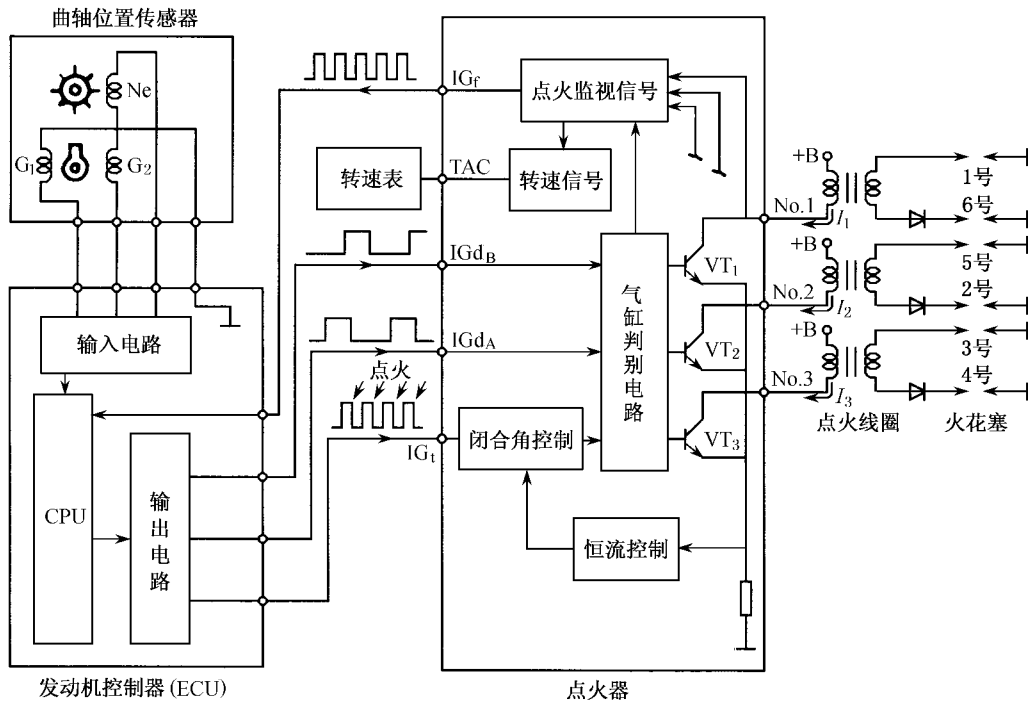 曲轴位置传感器
Ne
G₁
G₂
输入电路
CPU
输出电路
发动机控制器(ECU)
IGf
转速表
TAC
IGdB
IGdA
点火
IGt
点火监视信号
转速信号
气缸判别电路
闭合角控制
恒流控制
VT₁
VT₂
VT₃
点火器
No.1
No.2
No.3
+B
I₁
+B
I₂
+B
I₃
1号
6号
5号
2号
3号
4号
点火线圈
火花塞